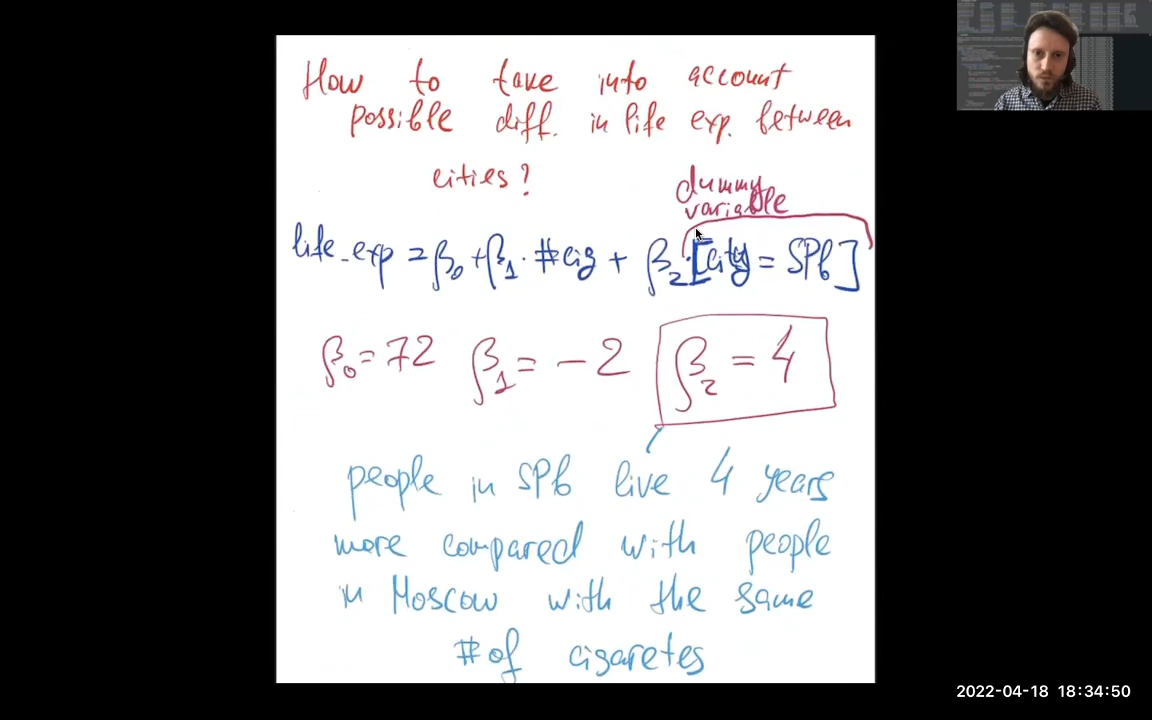 How to take into account
possible diff. in life exp. between
cities?
dummy
variable
life_exp = β₀ + β₁ · #cig + β₂ · [city = SPb]
β₀ = 72 β₁ = -2 β₂ = 4
people in SPb live 4 years
more compared with people
in Moscow with the same
# of cigaretes
2022-04-18 18:34:50